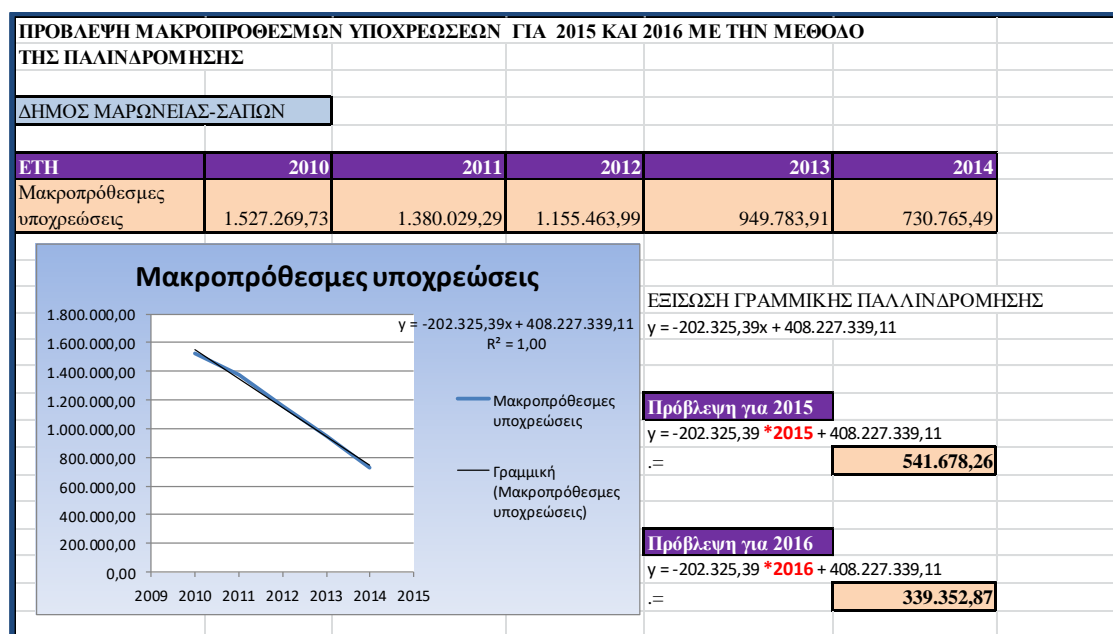 ΠΡΟΒΛΕΨΗ ΜΑΚΡΟΠΡΟΘΕΣΜΩΝ ΥΠΟΧΡΕΩΣΕΩΝ ΓΙΑ 2015 ΚΑΙ 2016 ΜΕ ΤΗΝ ΜΕΘΟΔΟ
ΤΗΣ ΠΑΛΙΝΔΡΟΜΗΣΗΣ
ΔΗΜΟΣ ΜΑΡΩΝΕΙΑΣ-ΣΑΠΩΝ
ΕΤΗ 2010 2011 2012 2013 2014
Μακροπρόθεσμες
υποχρεώσεις 1.527.269,73 1.380.029,29 1.155.463,99 949.783,91 730.765,49
Μακροπρόθεσμες υποχρεώσεις
1.800.000,00
1.600.000,00
1.400.000,00
1.200.000,00
1.000.000,00
800.000,00
600.000,00
400.000,00
200.000,00
0,00
2009 2010 2011 2012 2013 2014 2015
y = -202.325,39x + 408.227.339,11
R² = 1,00
Μακροπρόθεσμες
υποχρεώσεις
Γραμμική
(Μακροπρόθεσμες
υποχρεώσεις)
ΕΞΙΣΩΣΗ ΓΡΑΜΜΙΚΗΣ ΠΑΛΛΙΝΔΡΟΜΗΣΗΣ
y = -202.325,39x + 408.227.339,11
Πρόβλεψη για 2015
y = -202.325,39 *2015 + 408.227.339,11
.= 541.678,26
Πρόβλεψη για 2016
y = -202.325,39 *2016 + 408.227.339,11
.= 339.352,87